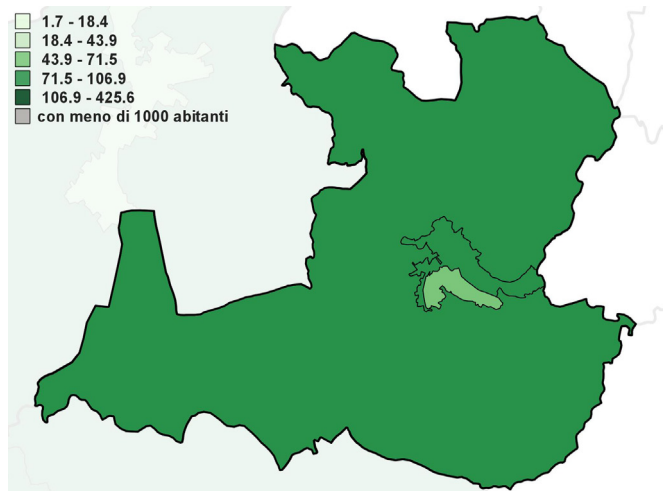 1.7 - 18.4
18.4 - 43.9
43.9 - 71.5
71.5 - 106.9
106.9 - 425.6
con meno di 1000 abitanti